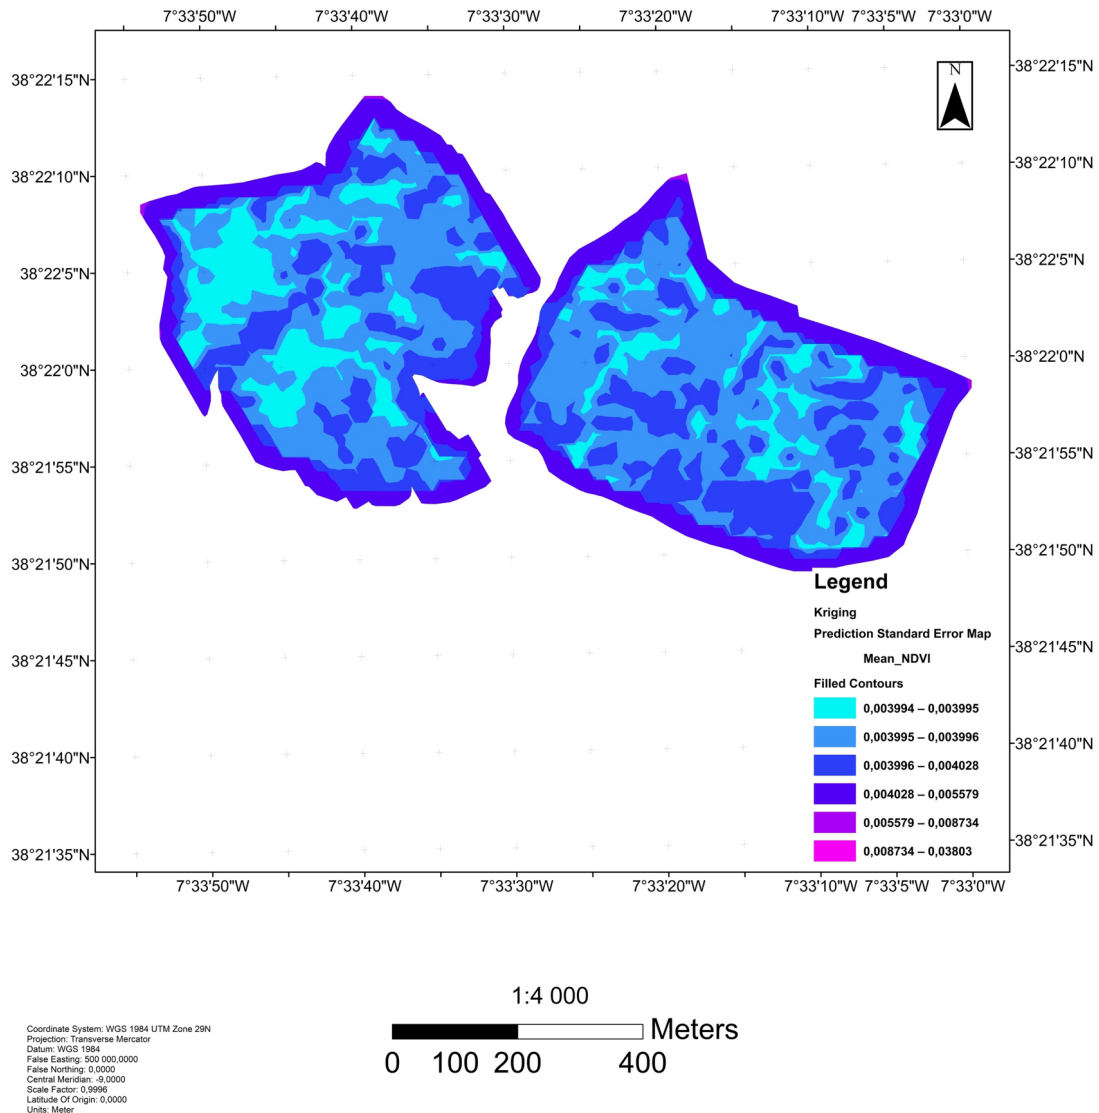 7°33'50"W 7°33'40"W 7°33'30"W 7°33'20"W 7°33'10"W 7°33'5"W 7°33'0"W
38°22'15"N 38°22'15"N
N
38°22'10"N 38°22'10"N
38°22'5"N 38°22'5"N
38°22'0"N 38°22'0"N
38°21'55"N 38°21'55"N
38°21'50"N 38°21'50"N
Legend
Kriging
Prediction Standard Error Map
38°21'45"N 38°21'45"N
Mean_NDVI
Filled Contours
0,003994 – 0,003995
0,003995 – 0,003996
38°21'40"N 38°21'40"N
0,003996 – 0,004028
0,004028 – 0,005579
0,005579 – 0,008734
38°21'35"N 38°21'35"N
0,008734 – 0,03803
7°33'50"W 7°33'40"W 7°33'30"W 7°33'20"W 7°33'10"W 7°33'5"W 7°33'0"W
1:4 000
Meters
0 100 200 400
Coordinate System: WGS 1984 UTM Zone 29N
Projection: Transverse Mercator
Datum: WGS 1984
False Easting: 500 000,0000
False Northing: 0,0000
Central Meridian: -9,0000
Scale Factor: 0,9996
Latitude Of Origin: 0,0000
Units: Meter